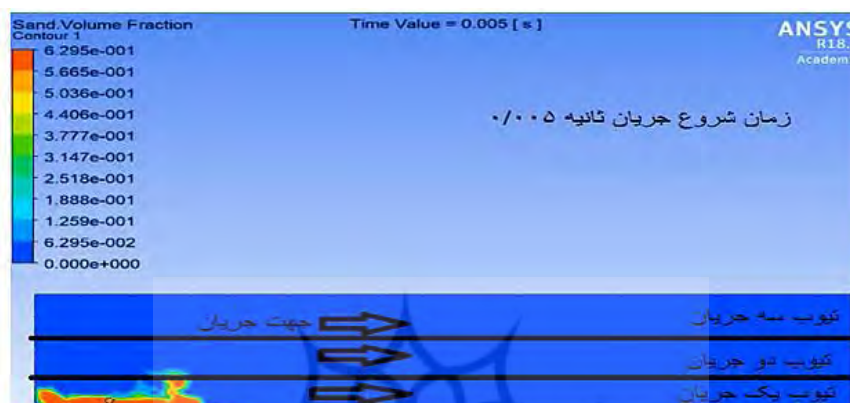 Sand.Volume Fraction
Contour 1
Time Value = 0.005 [ s ]
ANSYS
R18.
Academ
6.295e-001
5.665e-001
5.036e-001
4.406e-001
3.777e-001
3.147e-001
2.518e-001
1.888e-001
1.259e-001
6.295e-002
0.000e+000
زمان شروع جریان ثانیه ۰/۰۰۵
جهت جریان
تیوب سه جریان
تیوب دو جریان
تیوب یک جریان